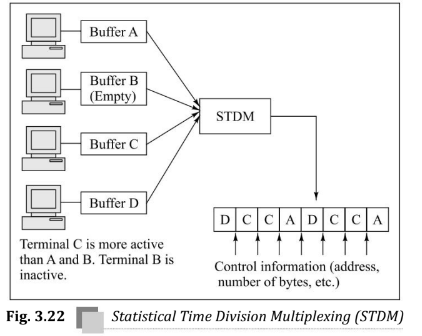 Buffer A
Buffer B
(Empty)
STDM
Buffer C
Buffer D
D C C A D C C A
Terminal C is more active
than A and B. Terminal B is
inactive.
Control information (address,
number of bytes, etc.)
Fig. 3.22 Statistical Time Division Multiplexing (STDM)